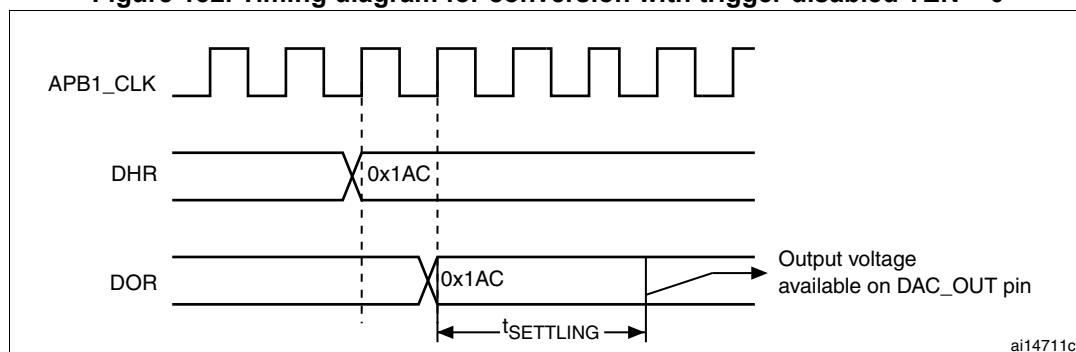 APB1_CLK
DHR
0x1AC
DOR
0x1AC
Output voltage
available on DAC_OUT pin
tSETTLING
ai14711c